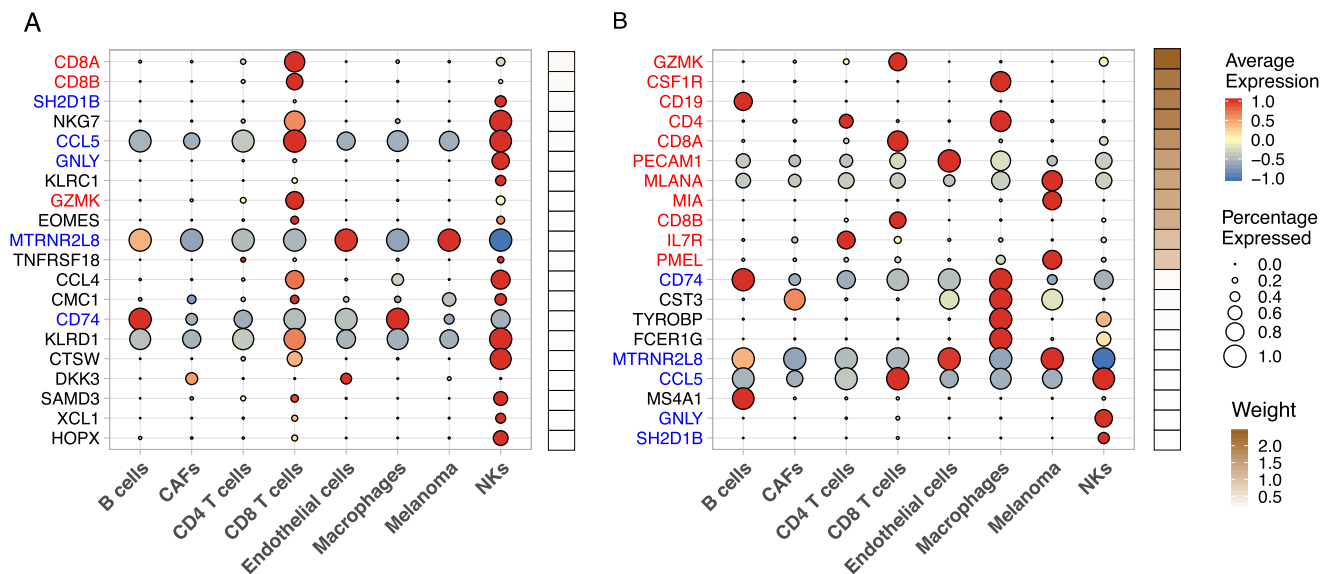 A
CD8A
CD8B
SH2D1B
NKG7
CCL5
GNLY
KLRC1
GZMK
EOMES
MTRNR2L8
TNFRSF18
CCL4
CMC1
CD74
KLRD1
CTSW
DKK3
SAMD3
XCL1
HOPX
B cells
CAFs
CD4 T cells
CD8 T cells
Endothelial cells
Macrophages
Melanoma
NKs
B
GZMK
CSF1R
CD19
CD4
CD8A
PECAM1
MLANA
MIA
CD8B
IL7R
PMEL
CD74
CST3
TYROBP
FCER1G
MTRNR2L8
CCL5
MS4A1
GNLY
SH2D1B
B cells
CAFs
CD4 T cells
CD8 T cells
Endothelial cells
Macrophages
Melanoma
NKs
Average
Expression
1.0
0.5
0.0
−0.5
−1.0
Percentage
Expressed
0.0
0.2
0.4
0.6
0.8
1.0
Weight
2.0
1.5
1.0
0.5